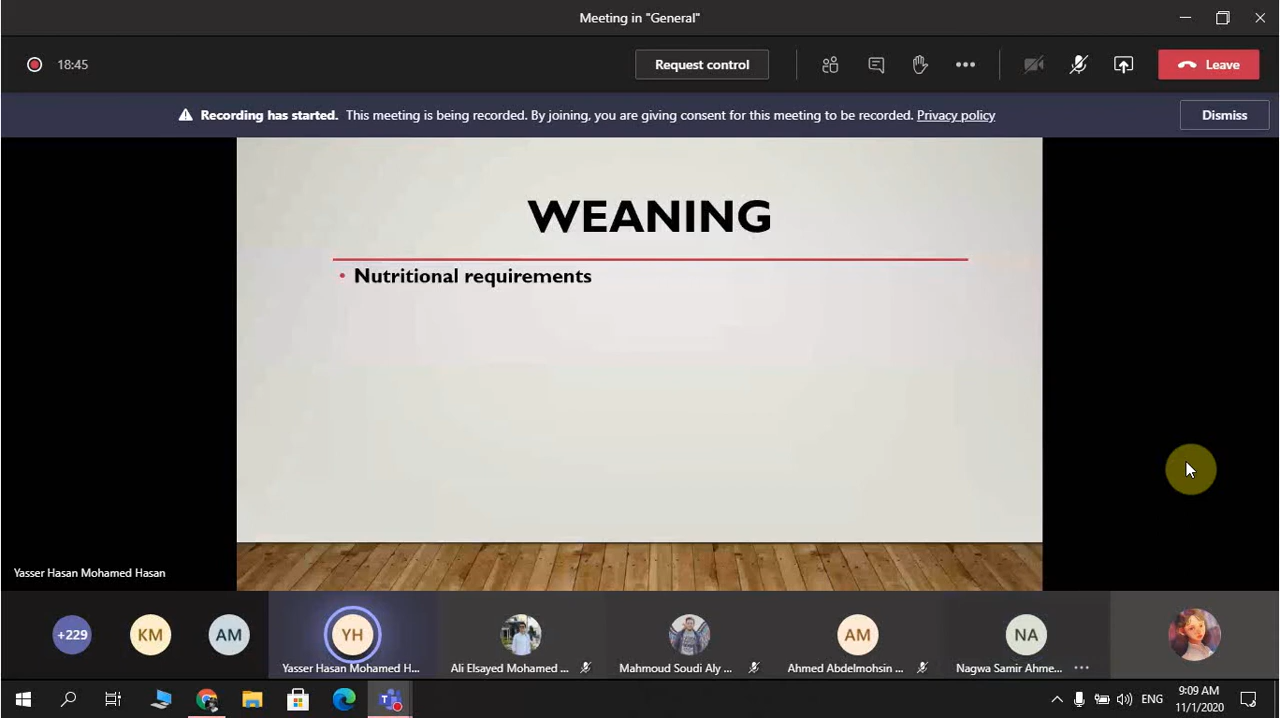 Meeting in "General"
18:45
Request control
Leave
Recording has started. This meeting is being recorded. By joining, you are giving consent for this meeting to be recorded. Privacy policy
Dismiss
WEANING
• Nutritional requirements
Yasser Hasan Mohamed Hasan
+229
KM
AM
YH
AM
NA
Yasser Hasan Mohamed H...
Ali Elsayed Mohamed ...
Mahmoud Soudi Aly ...
Ahmed Abdelmohsin ...
Nagwa Samir Ahme...
ENG
9:09 AM
11/1/2020